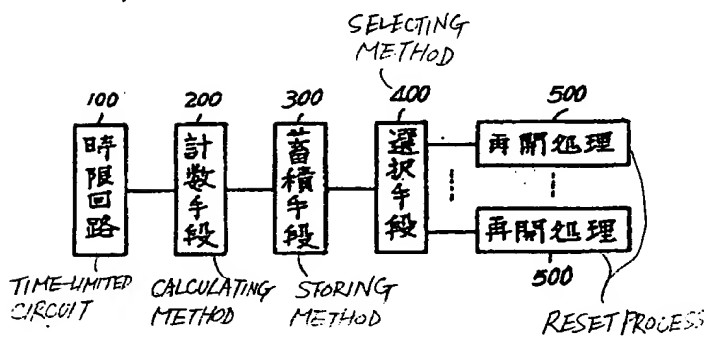 SELECTING
METHOD
100
200
300
400
500
時限回路
計数手段
蓄積手段
選択手段
再開処理
再開処理
500
TIME-LIMITED
CIRCUIT
CALCULATING
METHOD
STORING
METHOD
RESET PROCESS